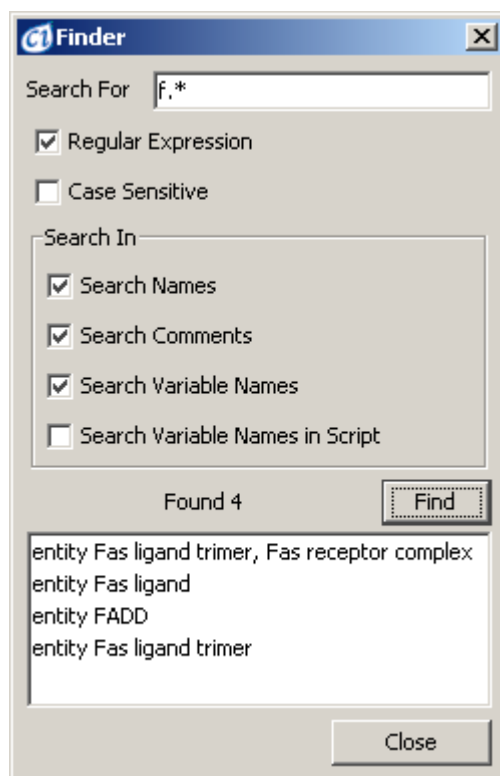 Finder
Search For f.*
Regular Expression
Case Sensitive
Search In
Search Names
Search Comments
Search Variable Names
Search Variable Names in Script
Found 4 Find
entity Fas ligand trimer, Fas receptor complex
entity Fas ligand
entity FADD
entity Fas ligand trimer
Close